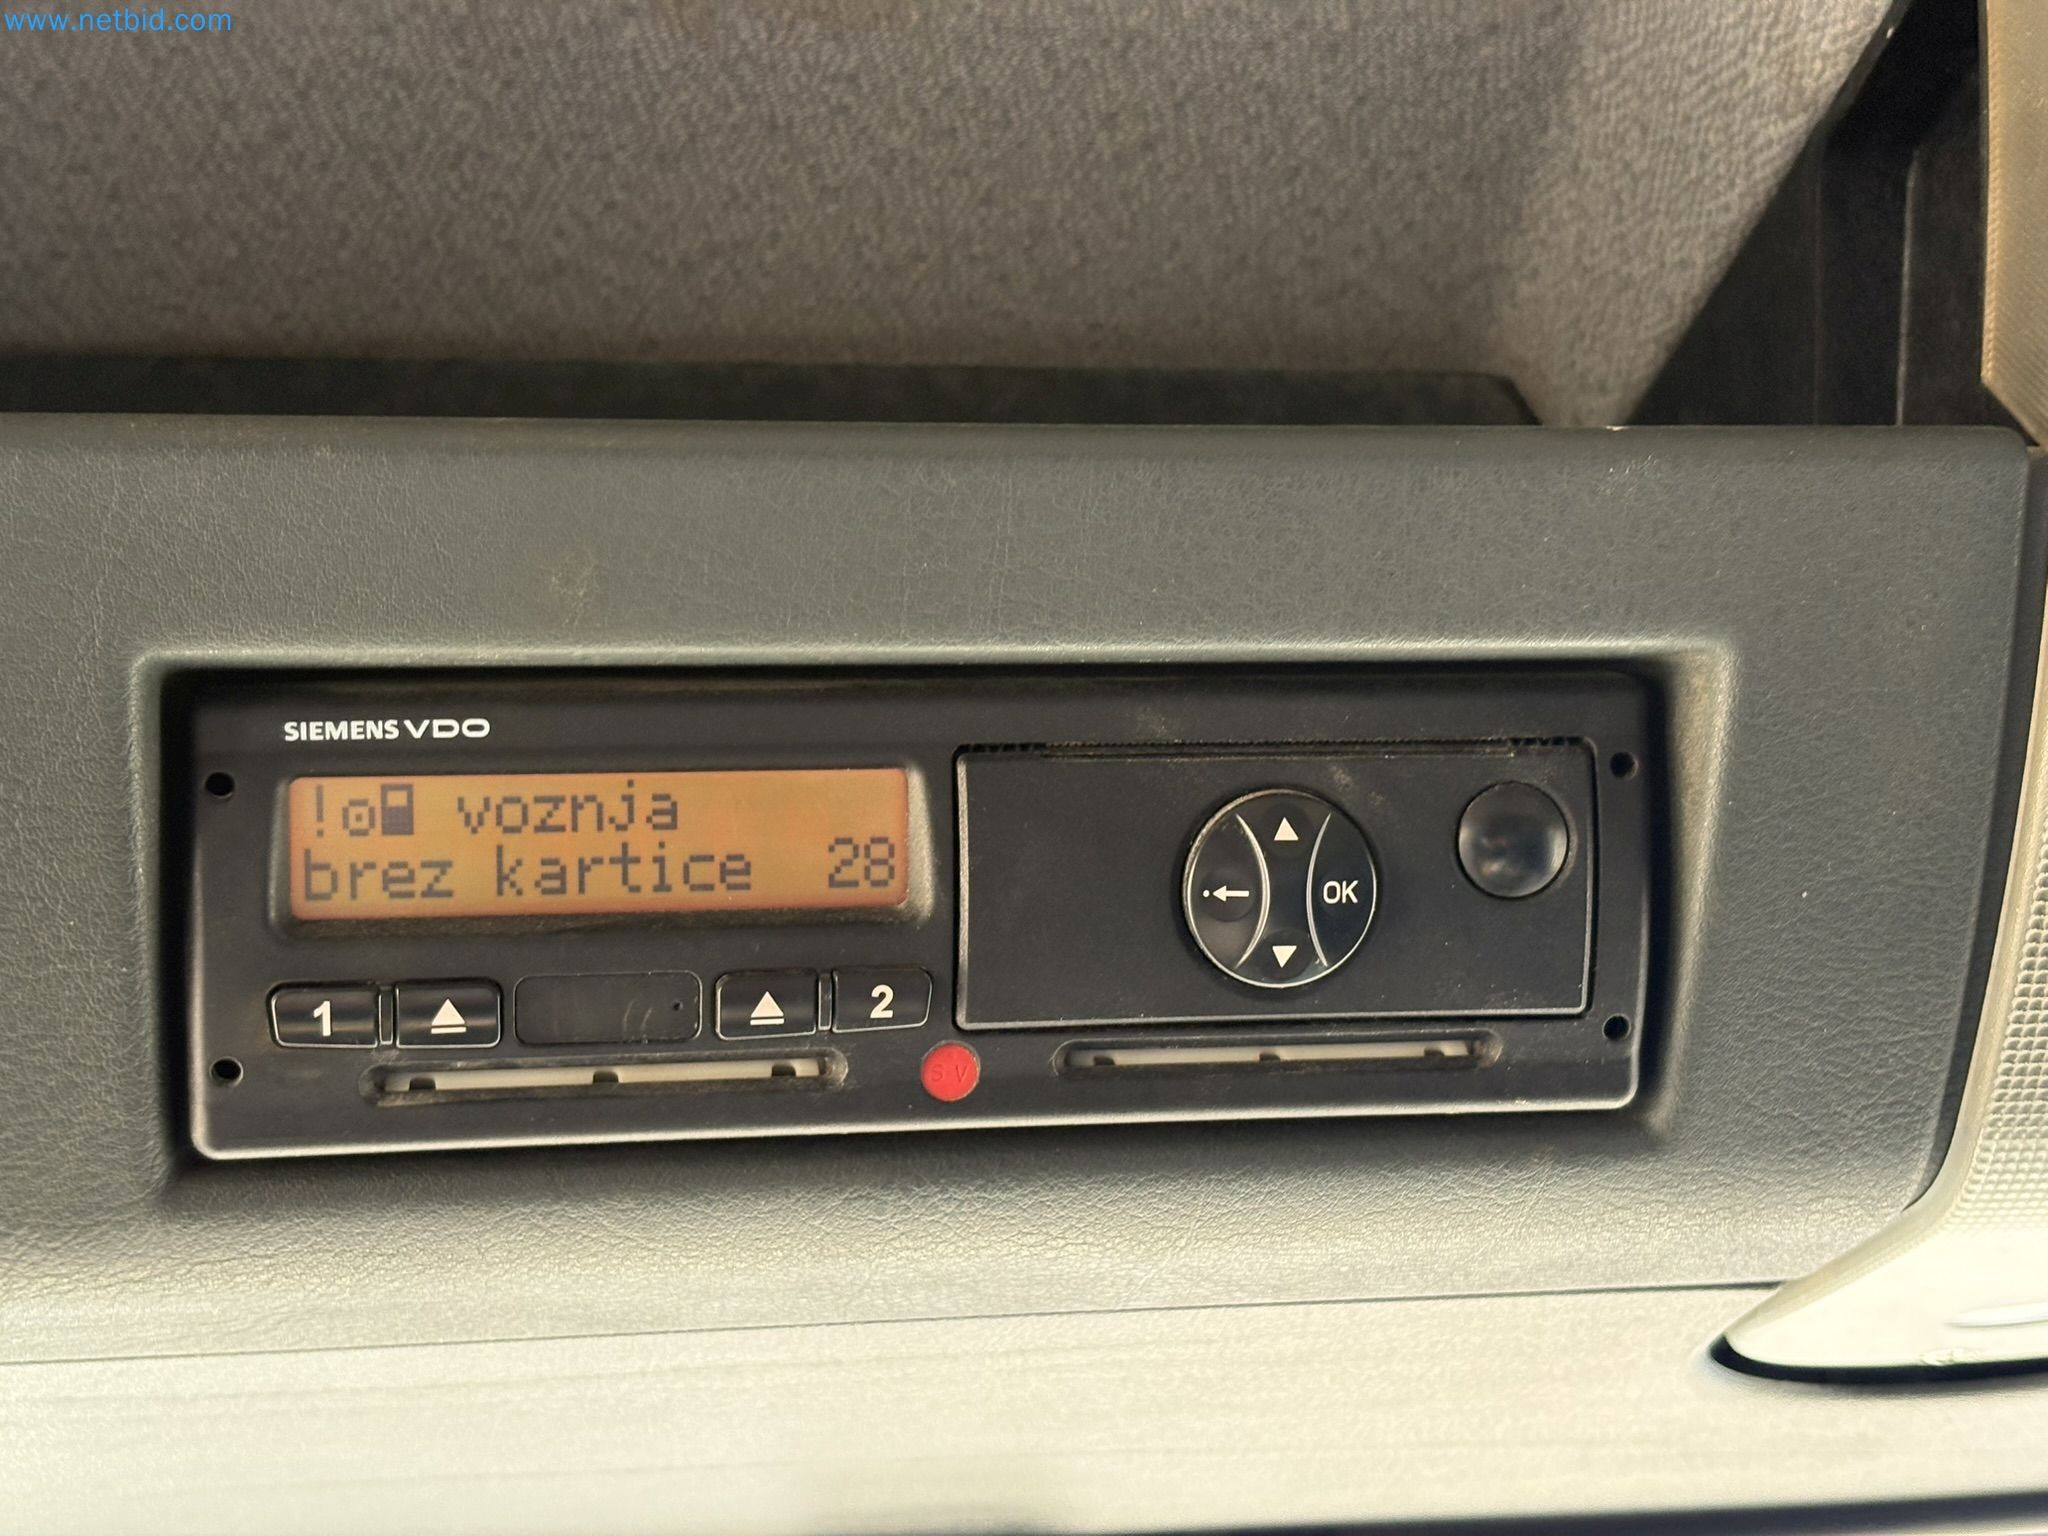 www.netbid.com
SIEMENS VDO
! voznja
brez kartice 28
1
2
OK
S V